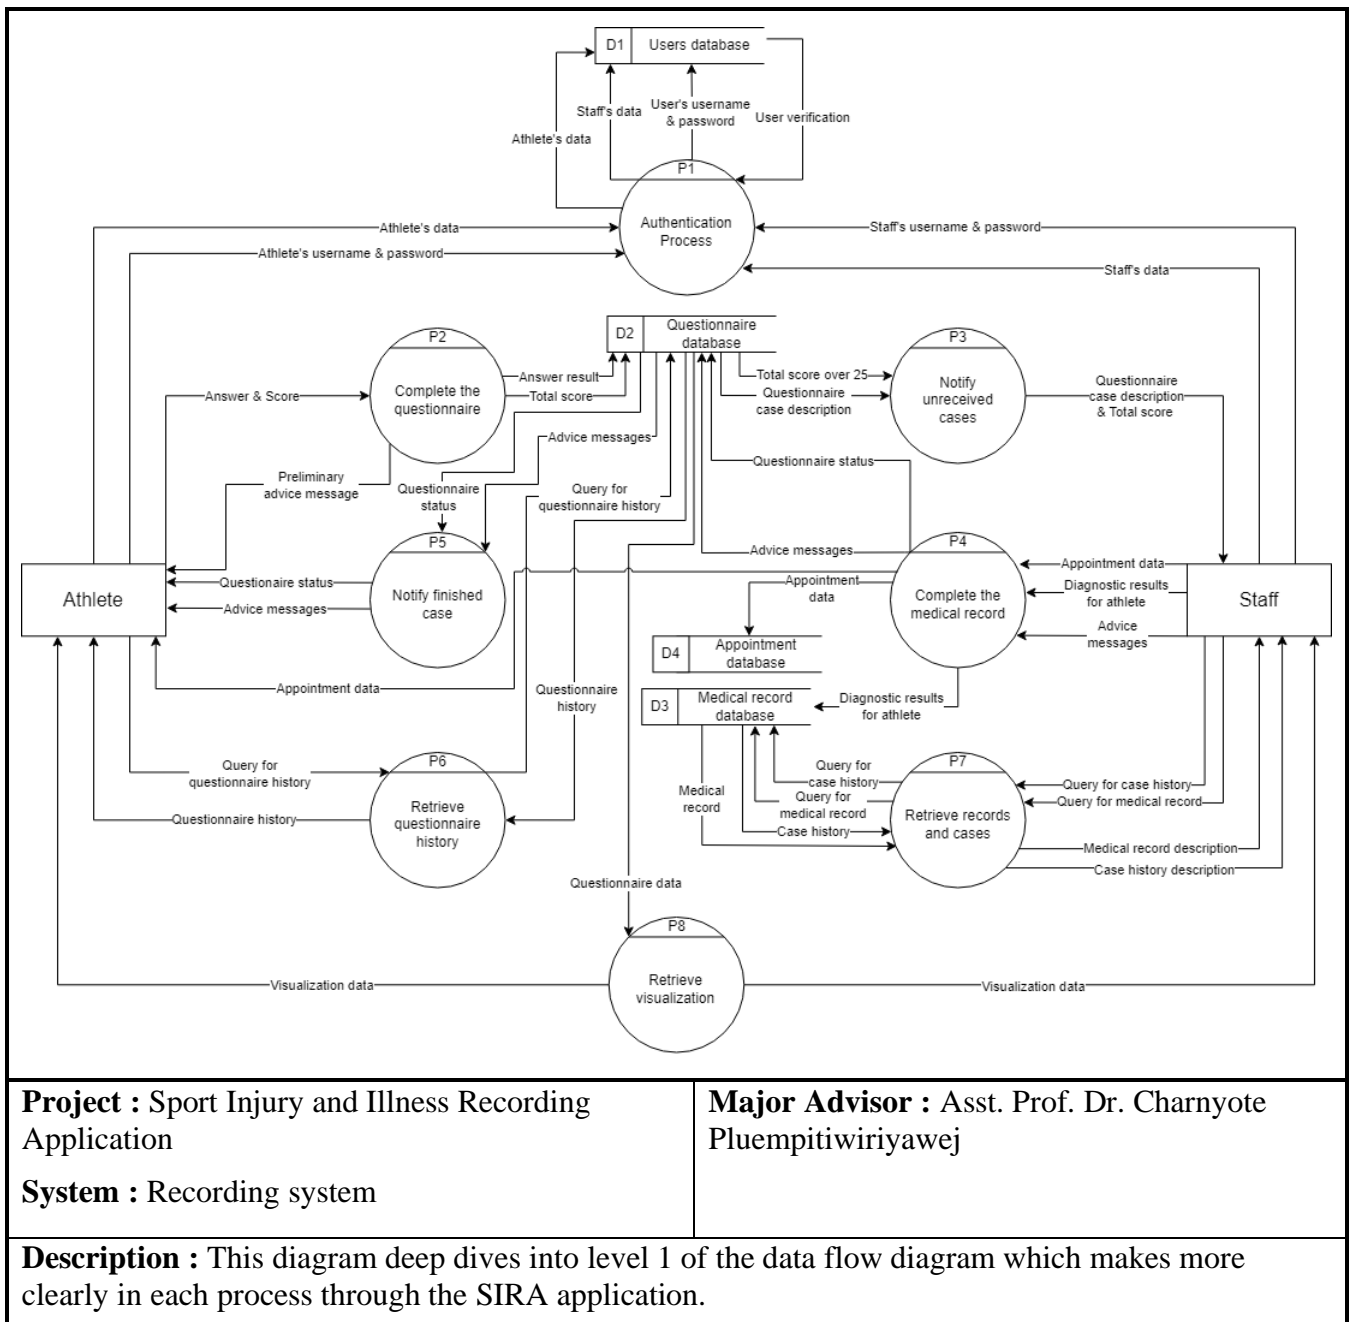 D1
Users database
Staff's data
User's username
& password
User verification
Athlete's data
P1
Authentication
Process
Athlete's data
Athlete's username & password
Staff's username & password
Staff's data
D2
Questionnaire
database
P2
Complete the
questionnaire
Answer & Score
Answer result
Total score
Total score over 25
Questionnaire
case description
P3
Notify
unreceived
cases
Questionnaire
case description
& Total score
Advice messages
Questionnaire status
Preliminary
advice message
Questionnaire
status
Query for
questionnaire history
P5
Notify finished
case
Advice messages
P4
Complete the
medical record
Appointment data
Diagnostic results
for athlete
Advice
messages
Athlete
Staff
Questionaire status
Advice messages
Appointment
data
D4
Appointment
database
Appointment data
Questionnaire
history
D3
Medical record
database
Diagnostic results
for athlete
Query for
questionnaire history
P6
Retrieve
questionnaire
history
Questionnaire history
Medical
record
Query for
case history
Query for
medical record
Case history
P7
Retrieve records
and cases
Query for case history
Query for medical record
Medical record description
Case history description
Questionnaire data
P8
Retrieve
visualization
Visualization data
Visualization data
Project : Sport Injury and Illness Recording
Application
System : Recording system
Major Advisor : Asst. Prof. Dr. Charnyote
Pluempitiwiriyawej
Description : This diagram deep dives into level 1 of the data flow diagram which makes more
clearly in each process through the SIRA application.